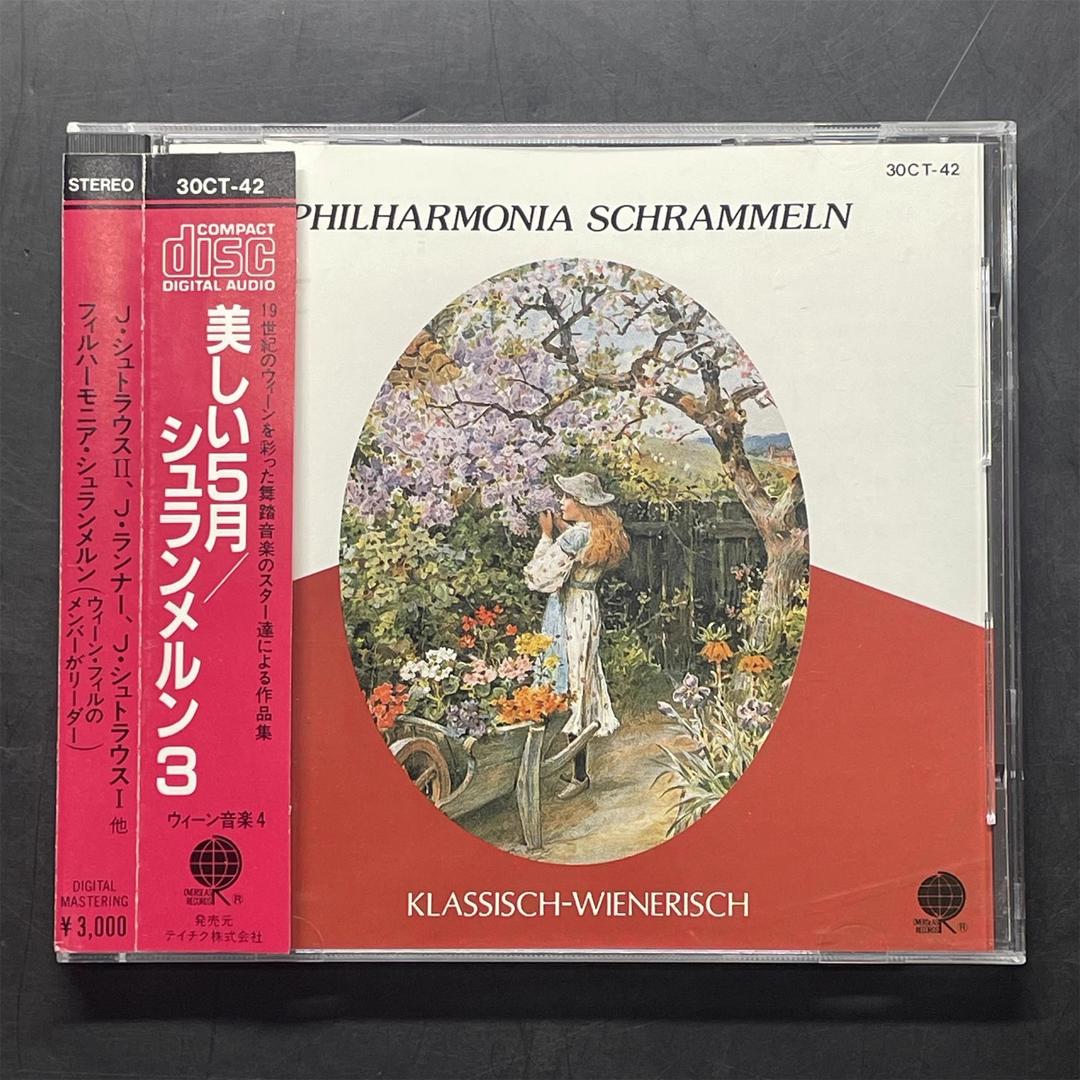 STEREO
J・シュトラウスII、J・ランナー、J・シュトラウスI 他
フィルハーモニア・シュランメルン(ウィーン・フィルの
メンバーがリーダー)
DIGITAL
MASTERING
¥3,000
30CT-42
COMPACT
disc
DIGITAL AUDIO
19世紀のウィーンを彩った舞踏音楽のスター達による作品集
美しい5月/
シュランメルン3
ウィーン音楽4
OVERSEAS
RECORDS
R
発売元
テイチク株式会社
30CT-42
PHILHARMONIA SCHRAMMELN
KLASSISCH-WIENERISCH
OVERSEAS
RECORDS
R